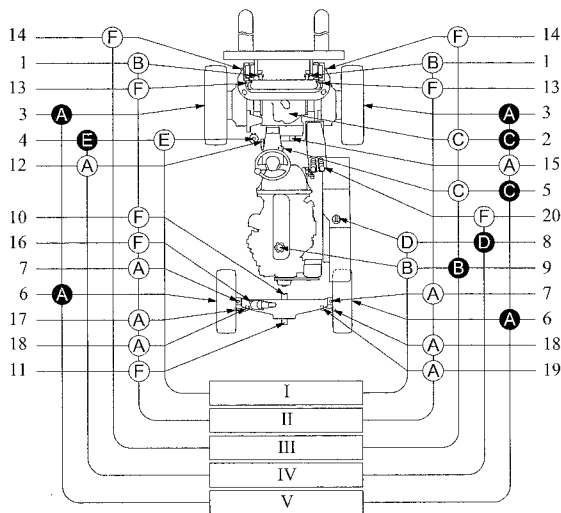 14 F F 14
1 B B 1
13 F F 13
3 A A 3
4 E E C C 2
12 A A 15
C C 5
10 F F 20
16 F D D 8
7 A B B 9
6 A A 7
17 A A 6
18 A A 18
11 F A 19
I
II
III
IV
V